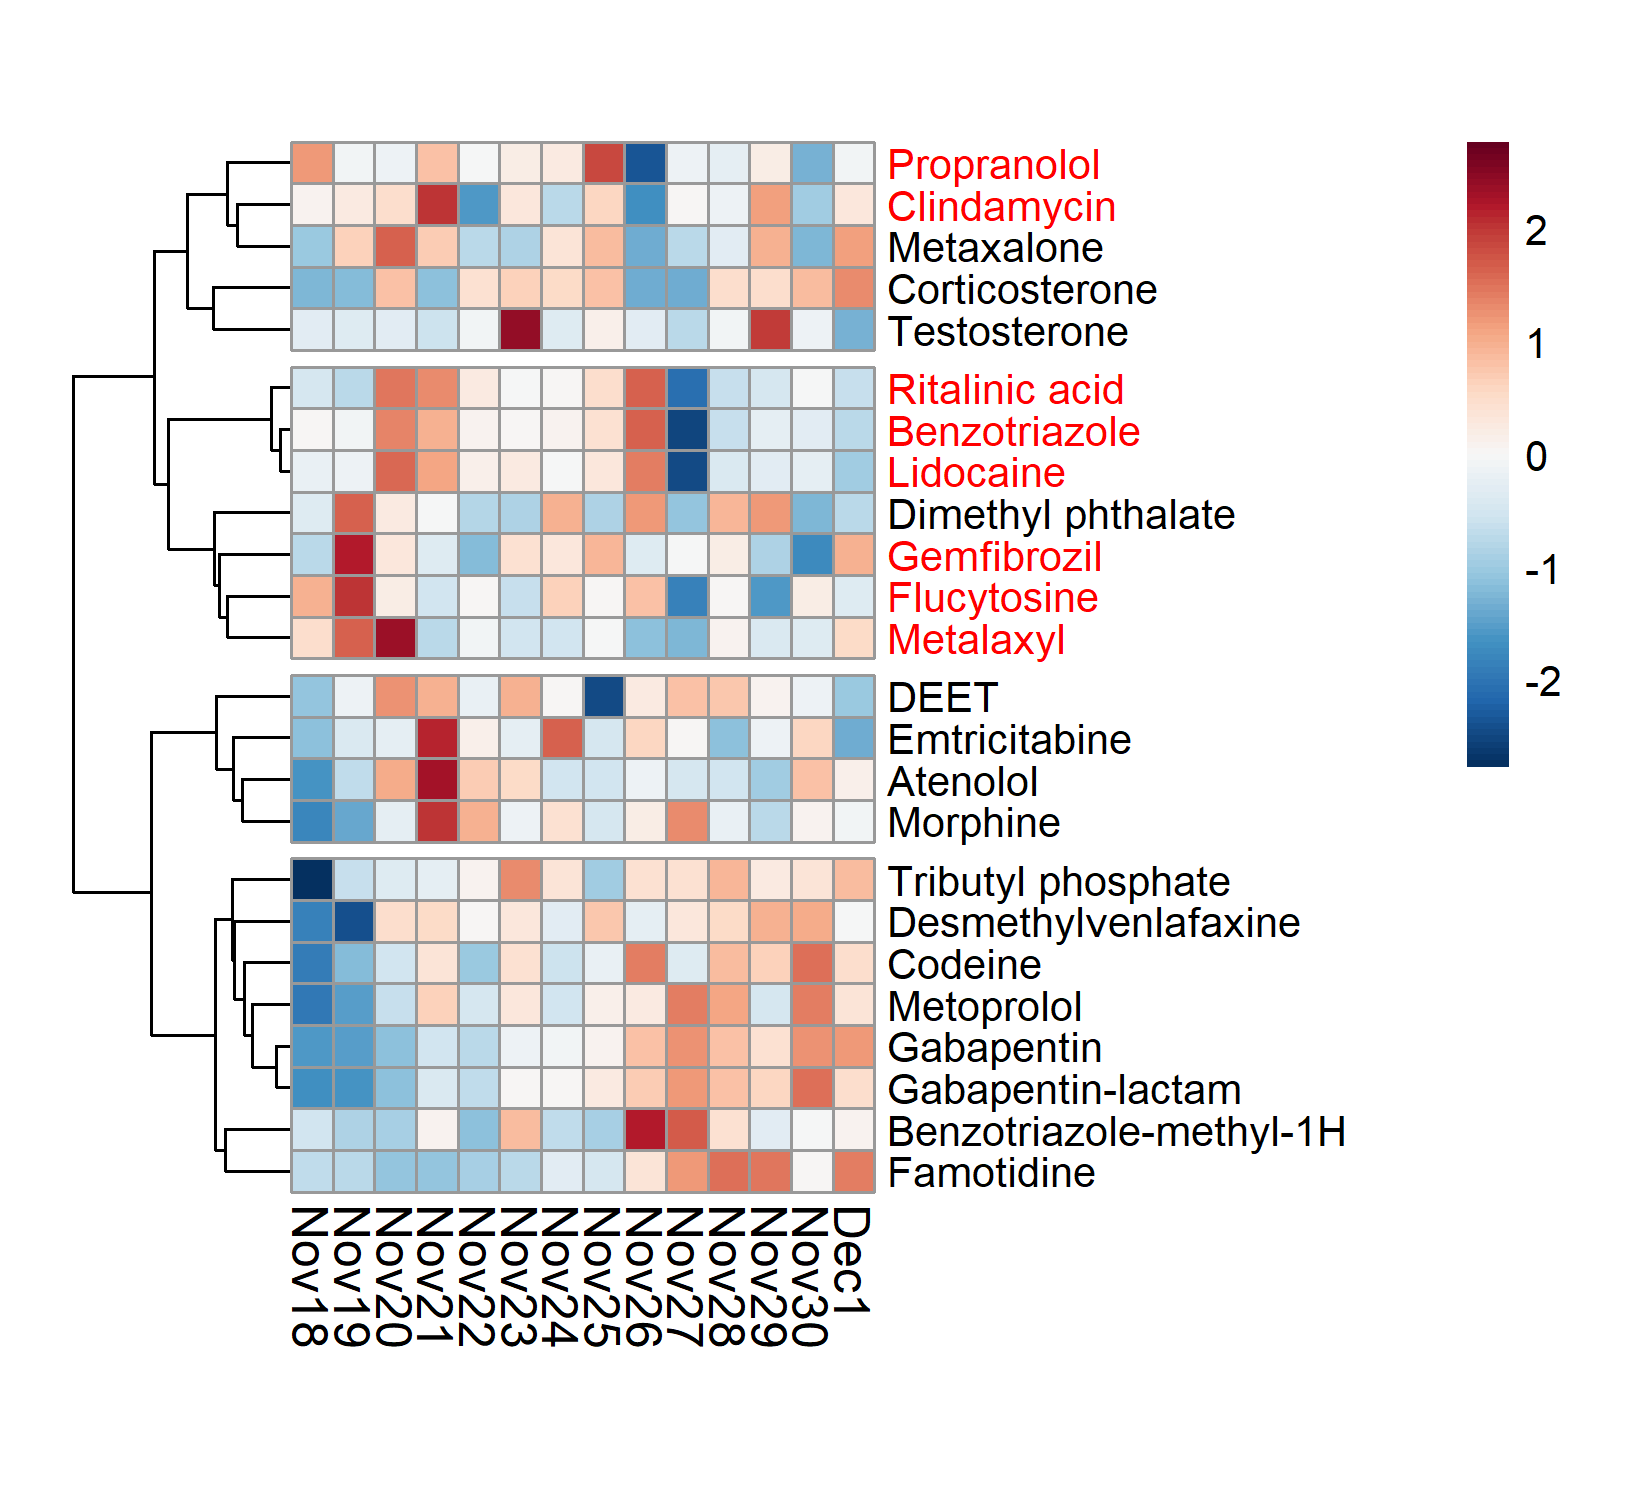 Propranolol
Clindamycin
Metaxalone
Corticosterone
Testosterone
Ritalinic acid
Benzotriazole
Lidocaine
Dimethyl phthalate
Gemfibrozil
Flucytosine
Metalaxyl
DEET
Emtricitabine
Atenolol
Morphine
Tributyl phosphate
Desmethylvenlafaxine
Codeine
Metoprolol
Gabapentin
Gabapentin-lactam
Benzotriazole-methyl-1H
Famotidine
Nov18
Nov19
Nov20
Nov21
Nov22
Nov23
Nov24
Nov25
Nov26
Nov27
Nov28
Nov29
Nov30
Dec1
2
1
0
-1
-2